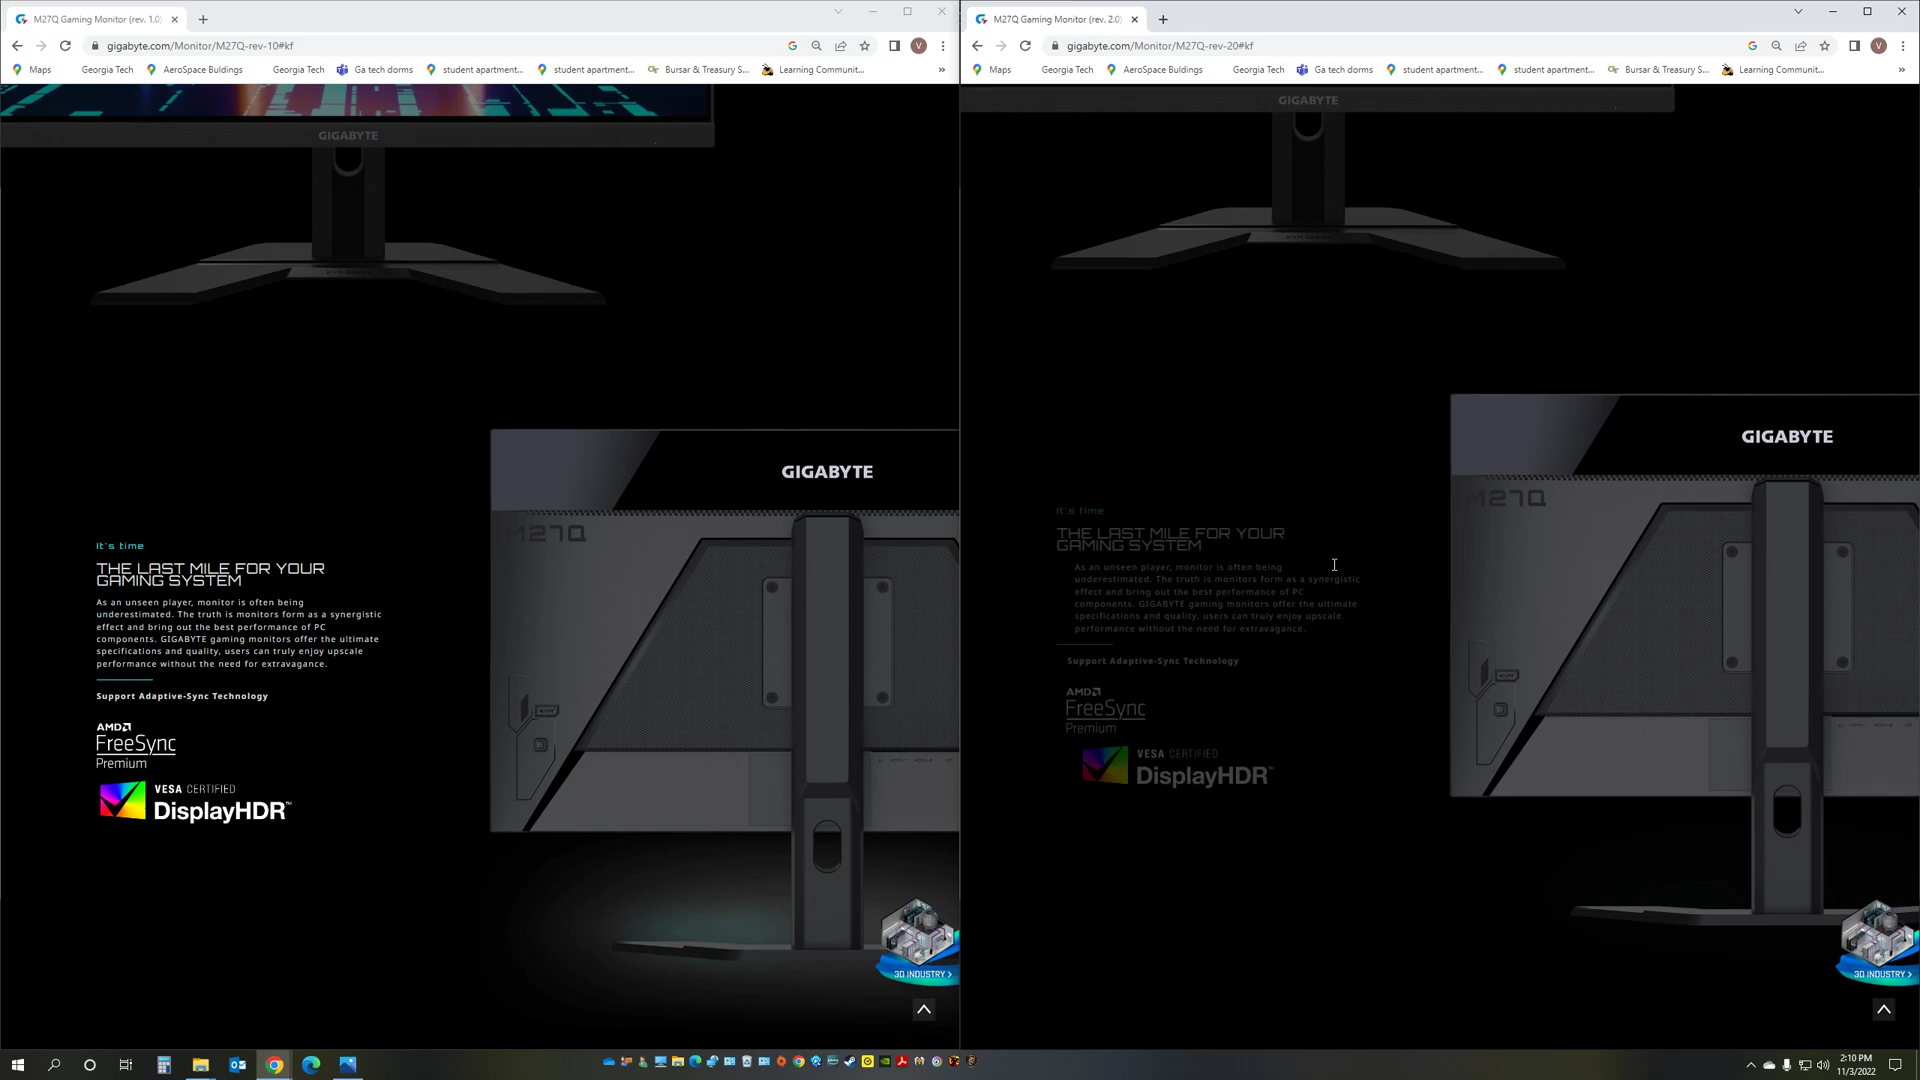 M27Q Gaming Monitor (rev. 1.0)
gigabyte.com/Monitor/M27Q-rev-10#kf
Maps
Georgia Tech
AeroSpace Buldings
Georgia Tech
Ga tech dorms
student apartment...
student apartment...
Bursar & Treasury S...
Learning Communit...
GIGABYTE
GIGABYTE
M27Q
KVM
It's time
THE LAST MILE FOR YOUR
GAMING SYSTEM
As an unseen player, monitor is often being
underestimated. The truth is monitors form as a synergistic
effect and bring out the best performance of PC
components. GIGABYTE gaming monitors offer the ultimate
specifications and quality, users can truly enjoy upscale
performance without the need for extravagance.
Support Adaptive-Sync Technology
AMD
FreeSync
Premium
VESA CERTIFIED
DisplayHDR™
3D INDUSTRY >
M27Q Gaming Monitor (rev. 2.0)
gigabyte.com/Monitor/M27Q-rev-20#kf
Maps
Georgia Tech
AeroSpace Buldings
Georgia Tech
Ga tech dorms
student apartment...
student apartment...
Bursar & Treasury S...
Learning Communit...
GIGABYTE
GIGABYTE
M27Q
KVM
It's time
THE LAST MILE FOR YOUR
GAMING SYSTEM
As an unseen player, monitor is often being
underestimated. The truth is monitors form as a synergistic
effect and bring out the best performance of PC
components. GIGABYTE gaming monitors offer the ultimate
specifications and quality, users can truly enjoy upscale
performance without the need for extravagance.
Support Adaptive-Sync Technology
AMD
FreeSync
Premium
VESA CERTIFIED
DisplayHDR™
3D INDUSTRY >
2:10 PM
11/3/2022